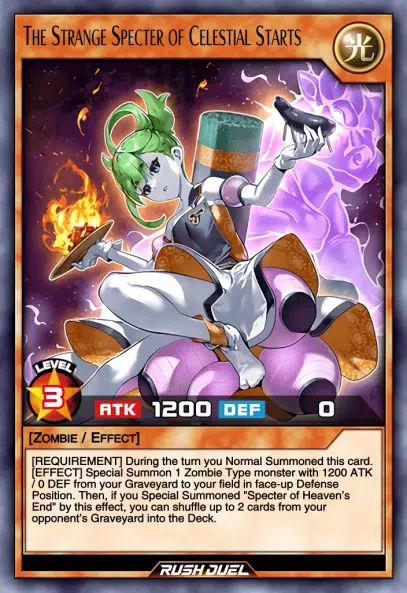 The Strange Specter of Celestial Starts
光
LEVEL
3
ATK 1200 DEF 0
[Zombie / Effect]
[REQUIREMENT] During the turn you Normal Summoned this card.
[EFFECT] Special Summon 1 Zombie Type monster with 1200 ATK
/ 0 DEF from your Graveyard to your field in face-up Defense
Position. Then, if you Special Summoned "Specter of Heaven's
End" by this effect, you can shuffle up to 2 cards from your
opponent's Graveyard into the Deck.
RUSH DUEL